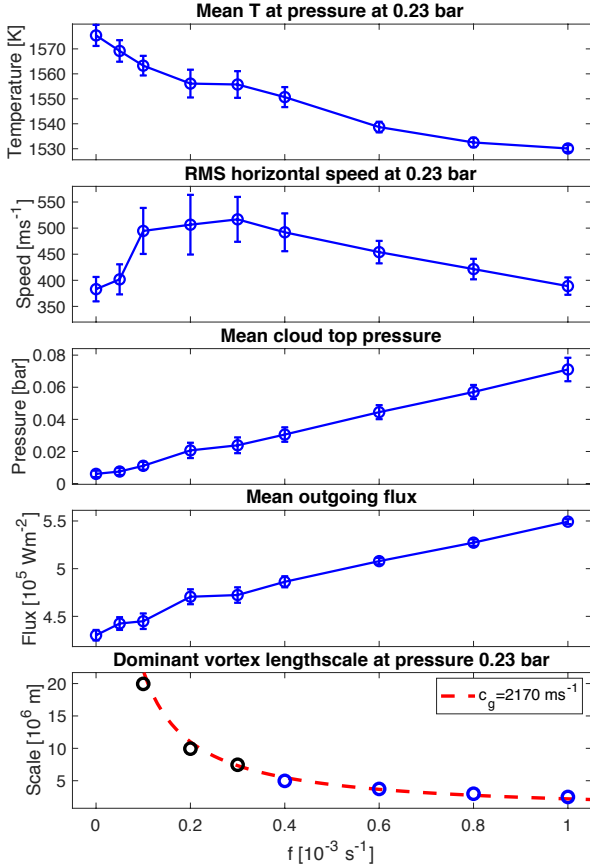 Mean T at pressure at 0.23 bar
Temperature [K]
1570
1550
1530
RMS horizontal speed at 0.23 bar
Speed [ms⁻¹]
550
500
450
400
350
Mean cloud top pressure
Pressure [bar]
0.08
0.06
0.04
0.02
0
Mean outgoing flux
Flux [10⁵ Wm⁻²]
5.5
5
4.5
Dominant vortex lengthscale at pressure 0.23 bar
Scale [10⁶ m]
20
15
10
5
c_g=2170 ms⁻¹
0 0.2 0.4 0.6 0.8 1
f [10⁻³ s⁻¹]